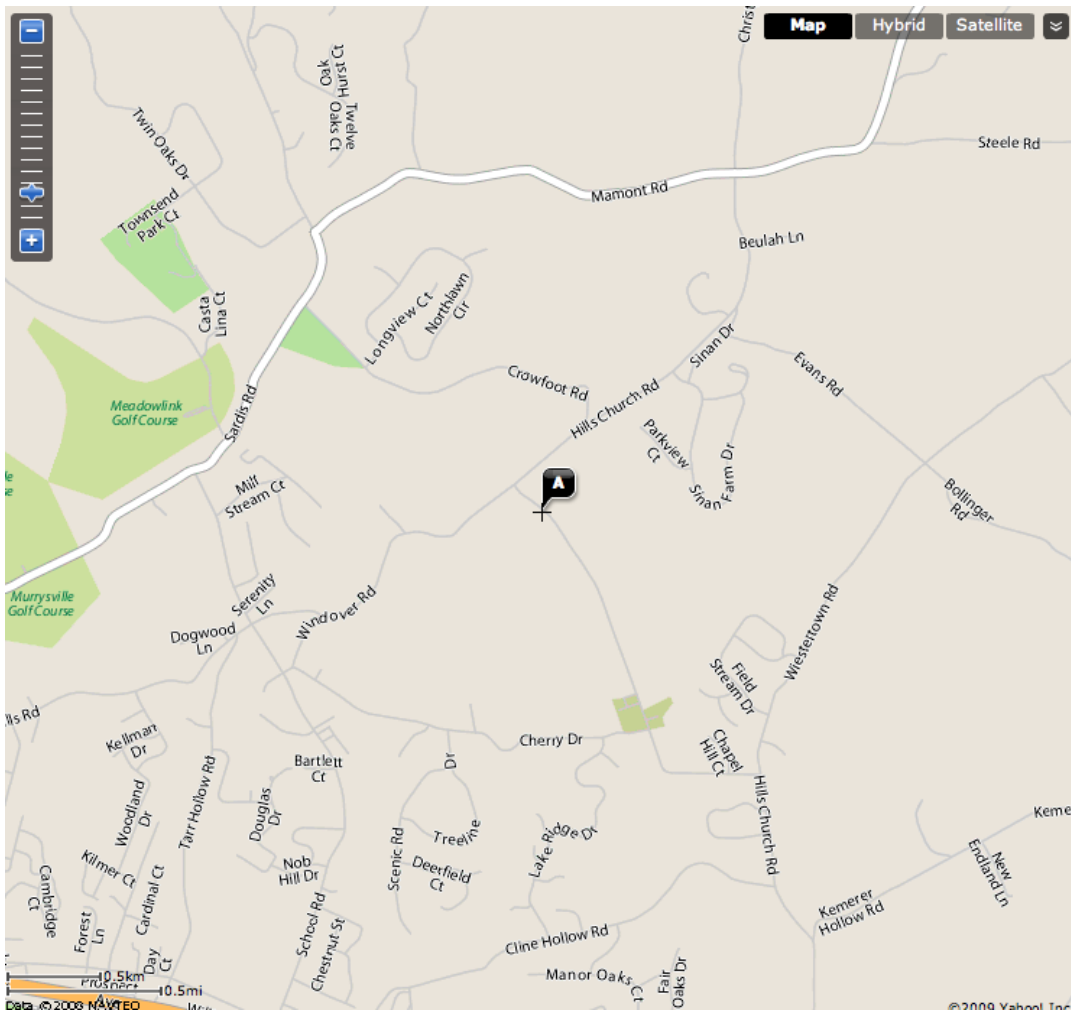 Map
Hybrid
Satellite
Christ
Oak
Hurst Ct
Twelve
Oaks Ct
Twin Oaks Dr
Steele Rd
Mamont Rd
Townsend
Park Ct
Beulah Ln
Casta
Lina Ct
Longview Ct
Northlawn
Cir
Sinan Dr
Evans Rd
Crowfoot Rd
Hills Church Rd
Meadowlink
Golf Course
Sardis Rd
Parkview
Ct
Sinan
Farm Dr
A
Milf
Stream Ct
le
se
Bollinger
Rd
Murrysville
Golf Course
Serenity
Ln
Windover Rd
Dogwood
Ln
Wiestertown Rd
Field
Stream Dr
lls Rd
Kellman
Dr
Cherry Dr
Chapel
Hill Ct
Bartlett
Ct
Dr
Woodland
Dr
Tarr Hollow Rd
Douglas
Dr
Hills Church Rd
Keme
Treeline
Lake Ridge Dr
Scenic Rd
Deerfield
Ct
Kilmer Ct
Nob
Hill Dr
New
Endland Ln
Cambridge
Ct
Cardinal Ct
Kemerer
Hollow Rd
Forest
Ln
School Rd
Chestnut St
Cline Hollow Rd
Day
Ct
Manor Oaks Ct
Fair
Oaks Dr
0.5km
Prospect
Ave
0.5mi
Data © 2008 NAVTEQ
©2009 Yahoo! Inc